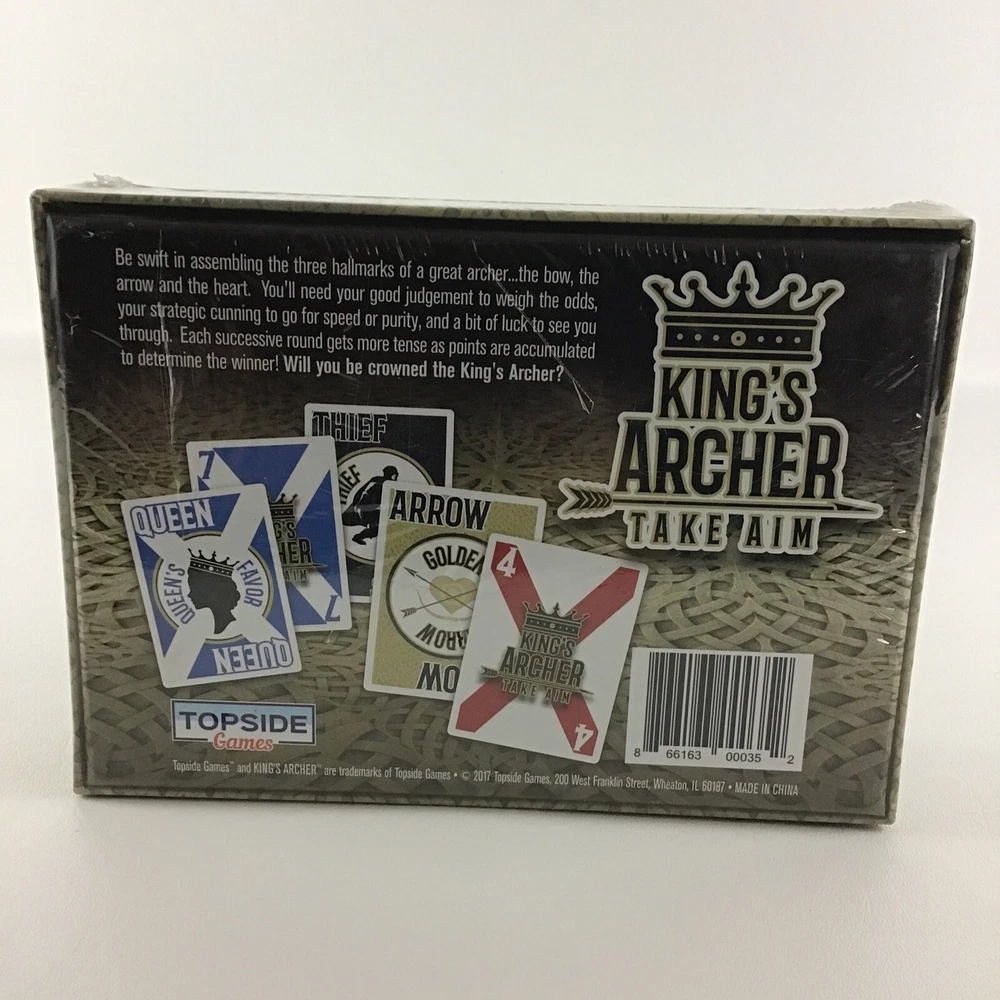 Be swift in assembling the three hallmarks of a great archer...the bow, the
arrow and the heart. You'll need your good judgement to weigh the odds,
your strategic cunning to go for speed or purity, and a bit of luck to see you
through. Each successive round gets more tense as points are accumulated
to determine the winner! Will you be crowned the King's Archer?
KING'S
ARCHER
TAKE AIM
THIEF
THIEF
7
G'S
HER
AIM
7
QUEEN
QUEEN'S
FAVOR
QUEEN
ARROW
GOLDEN
ARROW
OW
4
KING'S
ARCHER
TAKE AIM
4
TOPSIDE
Games
8 66163 00035 2
Topside Games™ and KING'S ARCHER™ are trademarks of Topside Games • © 2017 Topside Games, 200 West Franklin Street, Wheaton, IL 60187 • MADE IN CHINA